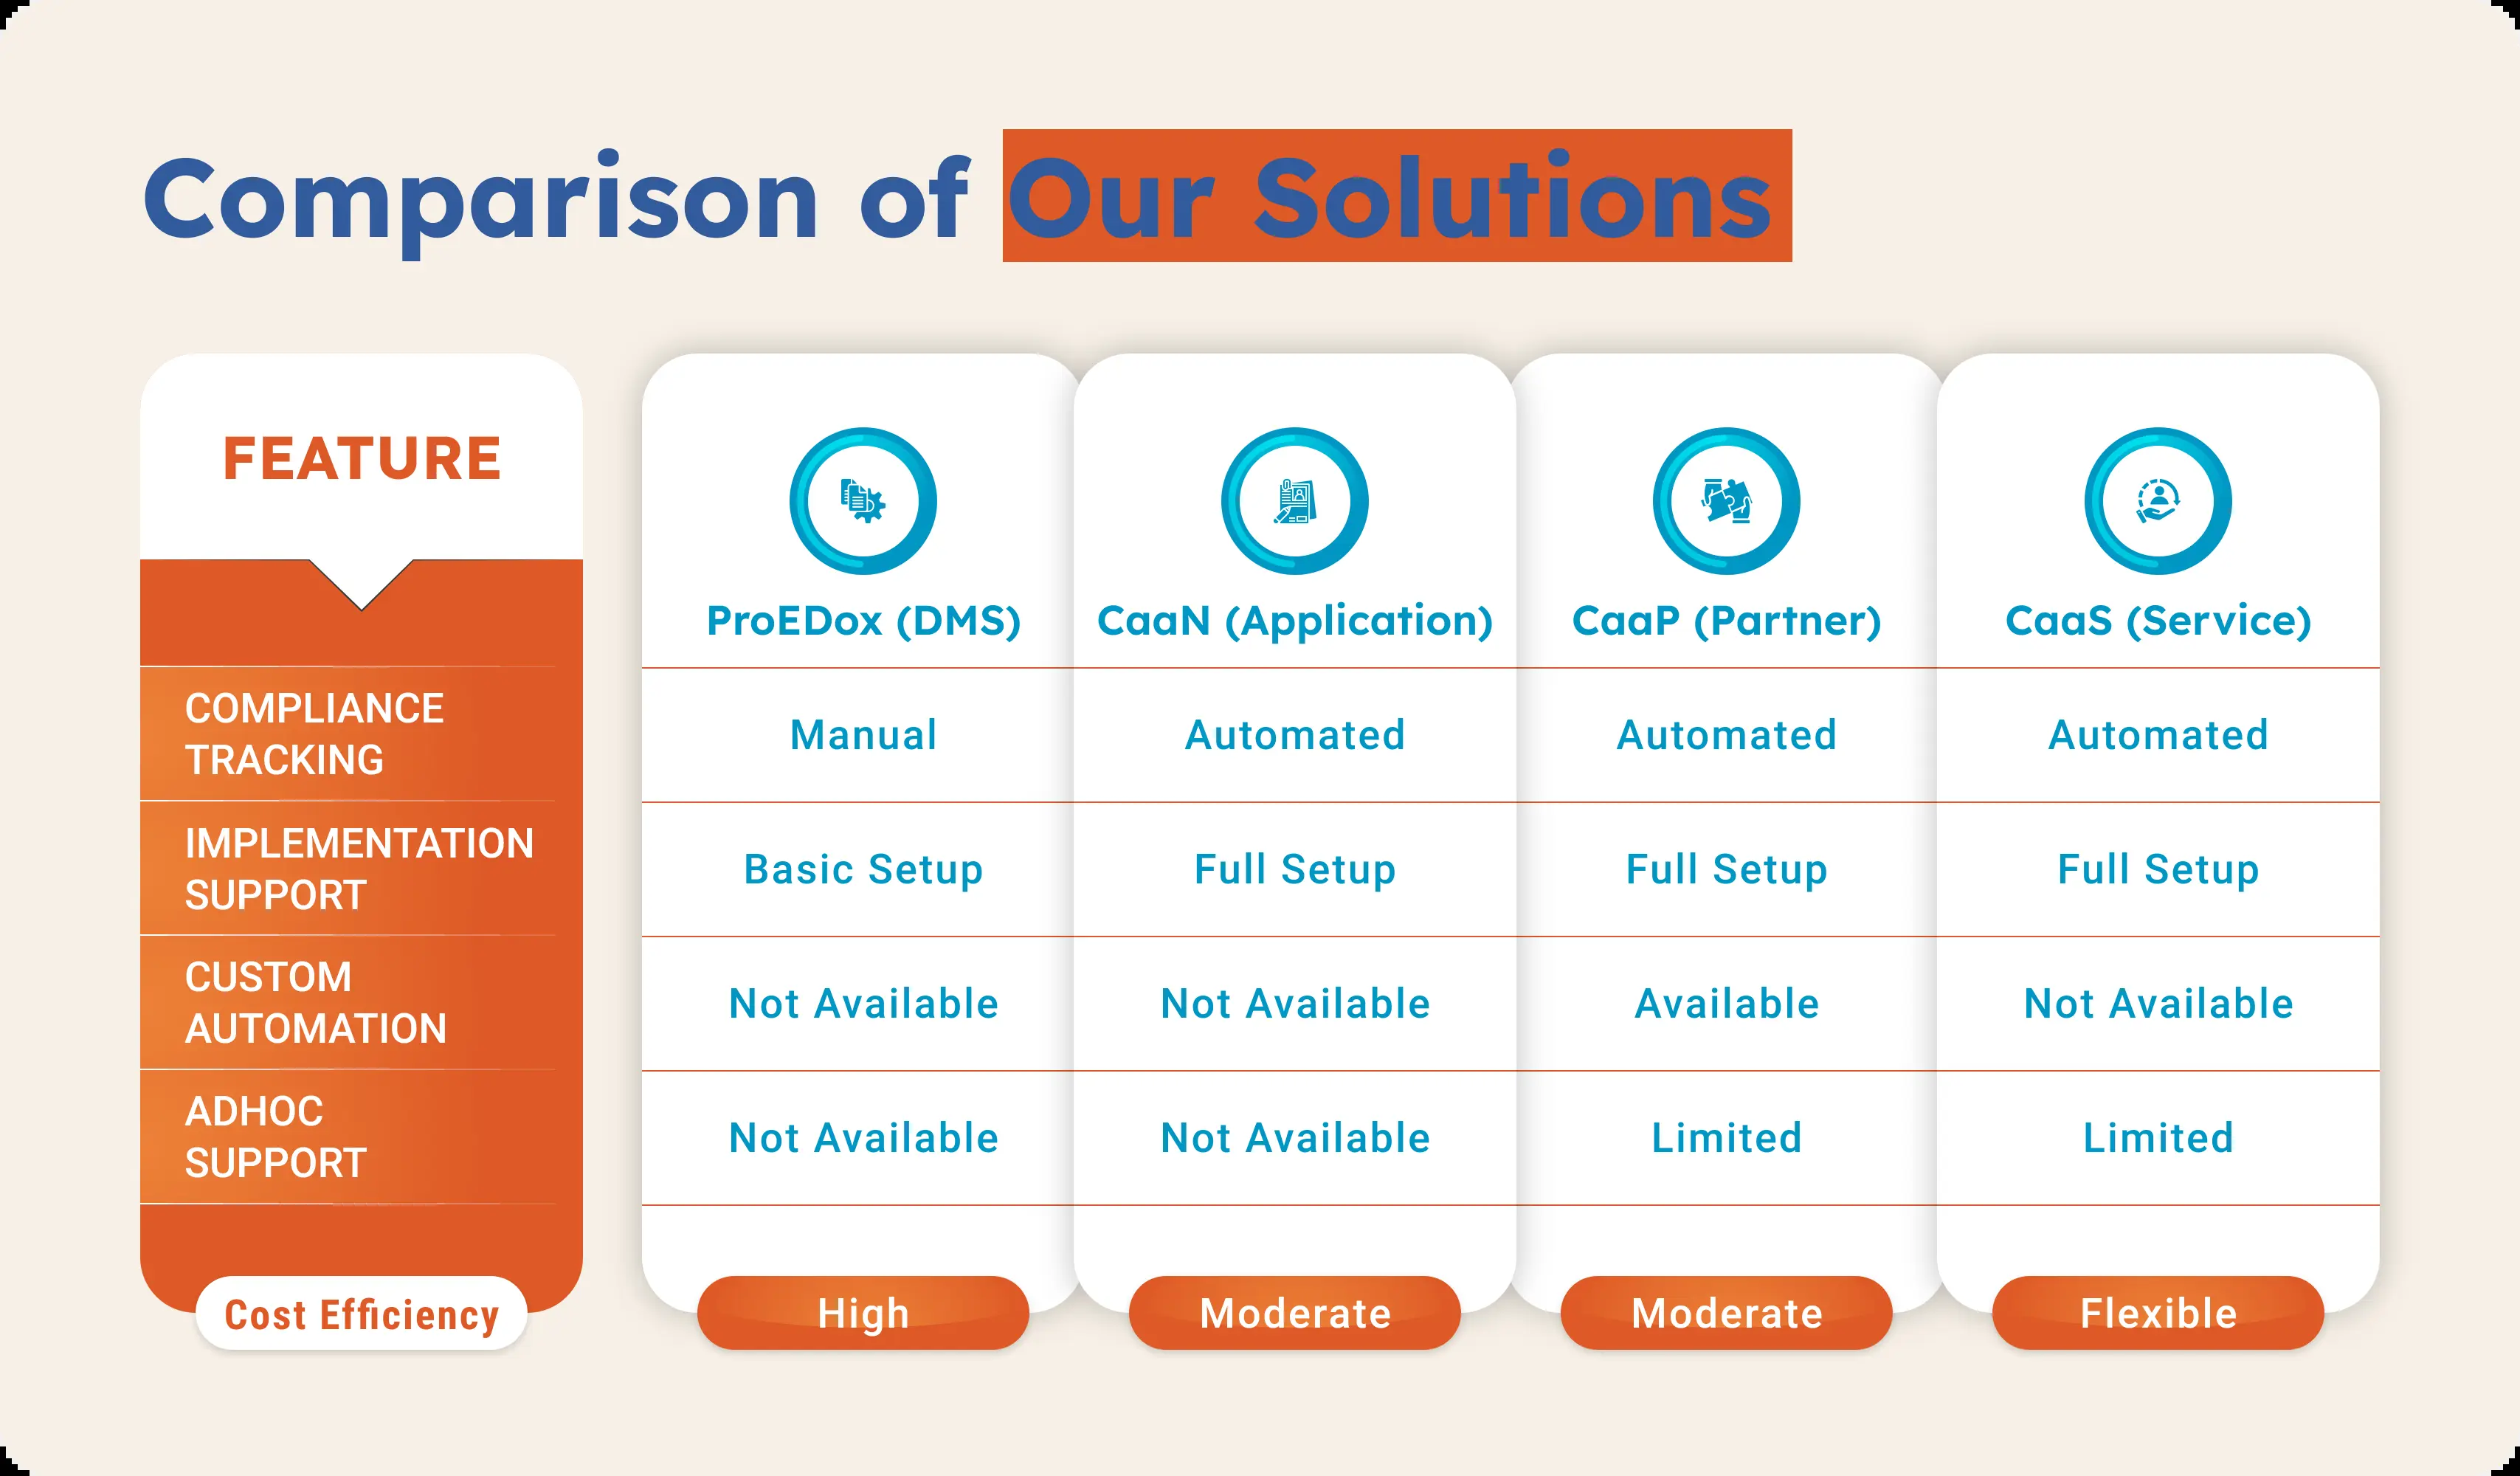 Comparison of Our Solutions
FEATURE
ProEDox (DMS)
CaaN (Application)
CaaP (Partner)
CaaS (Service)
COMPLIANCE
TRACKING
Manual
Automated
Automated
Automated
IMPLEMENTATION
SUPPORT
Basic Setup
Full Setup
Full Setup
Full Setup
CUSTOM
AUTOMATION
Not Available
Not Available
Available
Not Available
ADHOC
SUPPORT
Not Available
Not Available
Limited
Limited
Cost Efficiency
High
Moderate
Moderate
Flexible